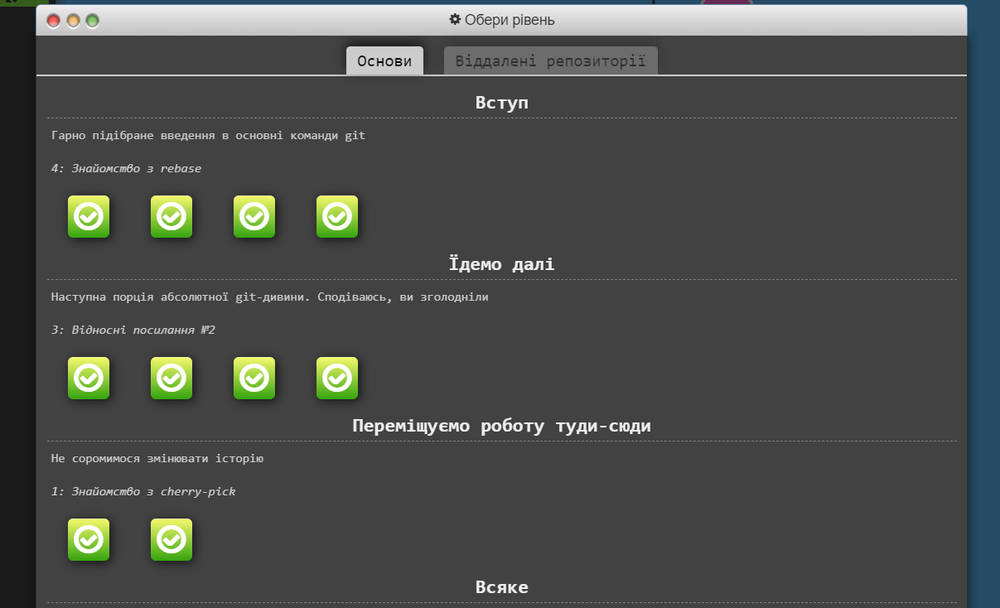 Обери рівень
Основи
Віддалені репозиторії
Вступ
Гарно підібране введення в основні команди git
4: Знайомство з rebase
Їдемо далі
Наступна порція абсолютної git-дивини. Сподіваюсь, ви зголодніли
3: Відносні посилання №2
Переміщуємо роботу туди-сюди
Не соромимося змінювати історію
1: Знайомство з cherry-pick
Всяке